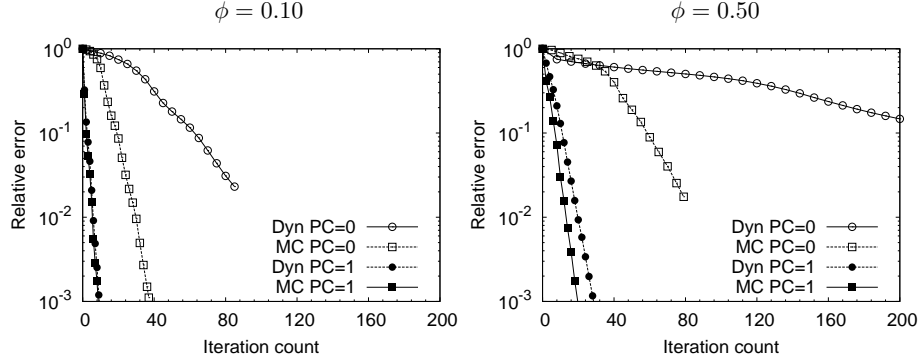 ϕ = 0.10
10^0
10^-1
10^-2
10^-3
Relative error
0 40 80 120 160 200
Iteration count
Dyn PC=0
MC PC=0
Dyn PC=1
MC PC=1
ϕ = 0.50
10^0
10^-1
10^-2
10^-3
Relative error
0 40 80 120 160 200
Iteration count
Dyn PC=0
MC PC=0
Dyn PC=1
MC PC=1